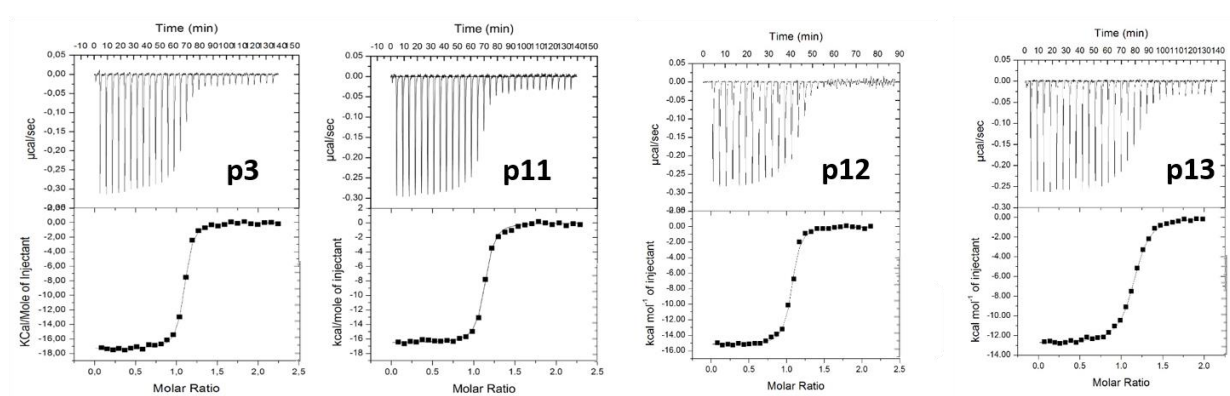 Time (min)
-10 0 10 20 30 40 50 60 70 80 90 100 110 120 130 140 150
0,05
0,00
-0,05
-0,10
-0,15
-0,20
-0,25
-0,30
µcal/sec
p3
0,00
-2,00
-4,00
-6,00
-8,00
-10,00
-12,00
-14,00
-16,00
-18,00
KCal/Mole of Injectant
0,0 0,5 1,0 1,5 2,0 2,5
Molar Ratio
Time (min)
-10 0 10 20 30 40 50 60 70 80 90 100 110 120 130 140 150
0.05
0.00
-0.05
-0.10
-0.15
-0.20
-0.25
-0.30
µcal/sec
p11
2
0
-2
-4
-6
-8
-10
-12
-14
-16
-18
kcal/mole of injectant
0.0 0.5 1.0 1.5 2.0 2.5
Molar Ratio
Time (min)
0 10 20 30 40 50 60 70 80 90
0.05
0.00
-0.05
-0.10
-0.15
-0.20
-0.25
-0.30
µcal/sec
p12
0.00
-2.00
-4.00
-6.00
-8.00
-10.00
-12.00
-14.00
-16.00
kcal mol⁻¹ of injectant
0.0 0.5 1.0 1.5 2.0
Molar Ratio
Time (min)
0 10 20 30 40 50 60 70 80 90 100 110 120 130 140
0.05
0.00
-0.05
-0.10
-0.15
-0.20
-0.25
µcal/sec
p13
0.00
-2.00
-4.00
-6.00
-8.00
-10.00
-12.00
-14.00
kcal mol⁻¹ of injectant
0.0 0.5 1.0 1.5 2.0
Molar Ratio